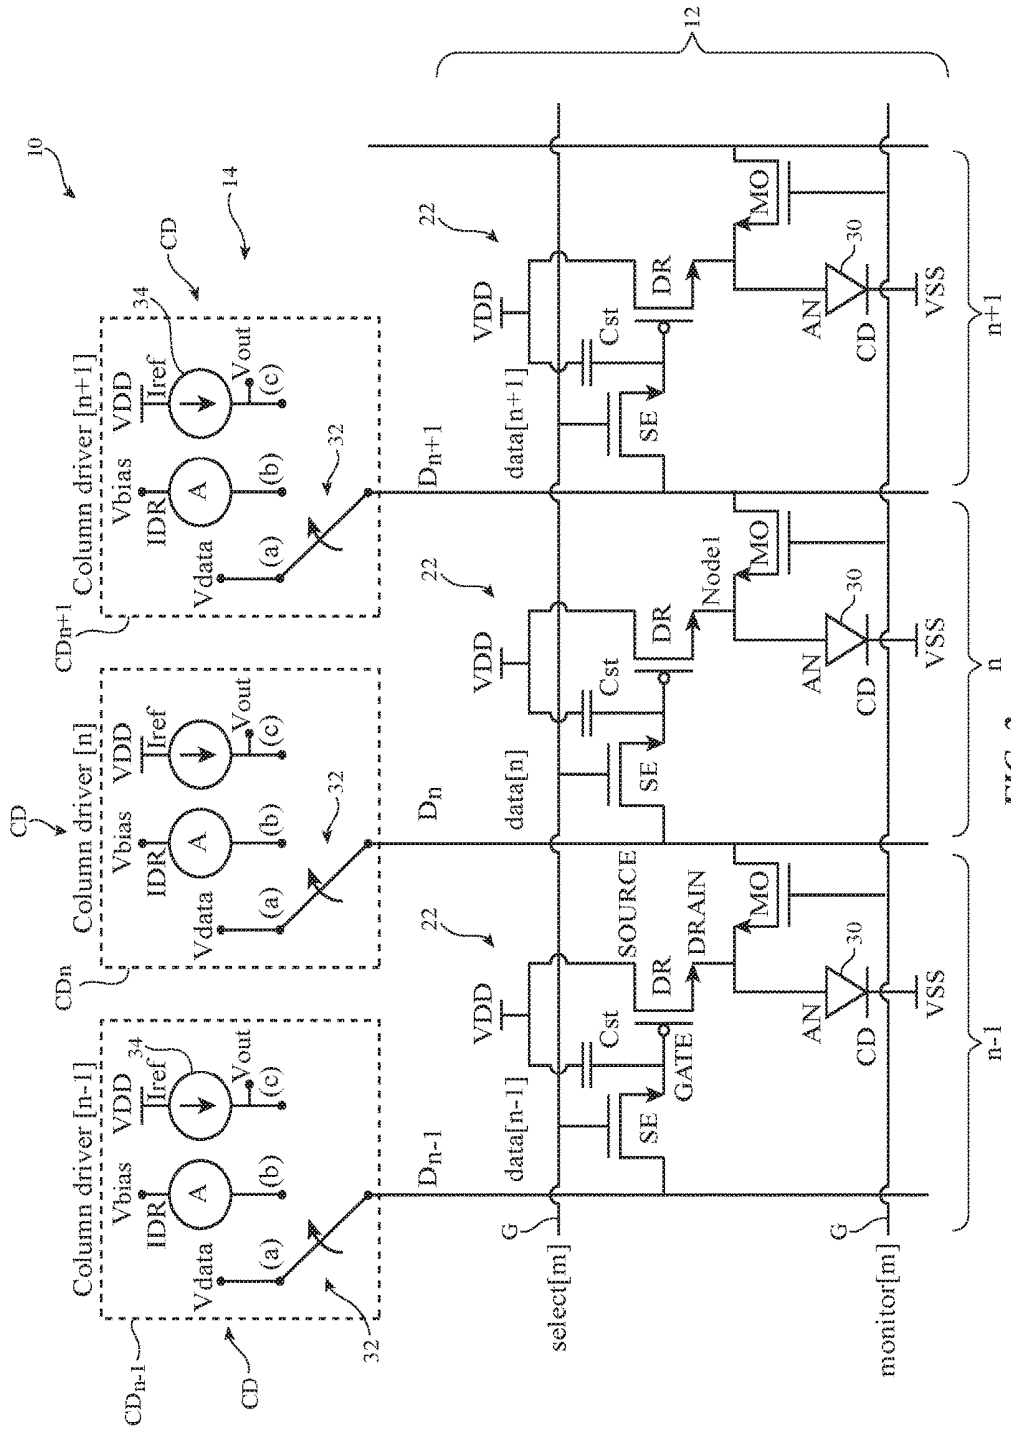 10
14
CD
CD
CD
CDn-1
CDn
CDn+1
Column driver [n-1]
Column driver [n]
Column driver [n+1]
Vbias
VDD
Vbias
VDD
Vbias
VDD
IDR
A
Iref
34
IDR
A
Iref
IDR
A
Iref
34
Vdata
Vout
Vdata
Vout
Vdata
Vout
(a)
(b)
(c)
(a)
(b)
(c)
(a)
(b)
(c)
32
32
32
Dn-1
Dn
Dn+1
22
22
22
data[n-1]
VDD
data[n]
VDD
data[n+1]
VDD
G
select[m]
Cst
SOURCE
Cst
Cst
SE
DR
SE
DR
SE
DR
GATE
DRAIN
Node1
12
MO
MO
MO
AN
30
AN
30
AN
30
CD
CD
CD
G
monitor[m]
VSS
VSS
VSS
n-1
n
n+1